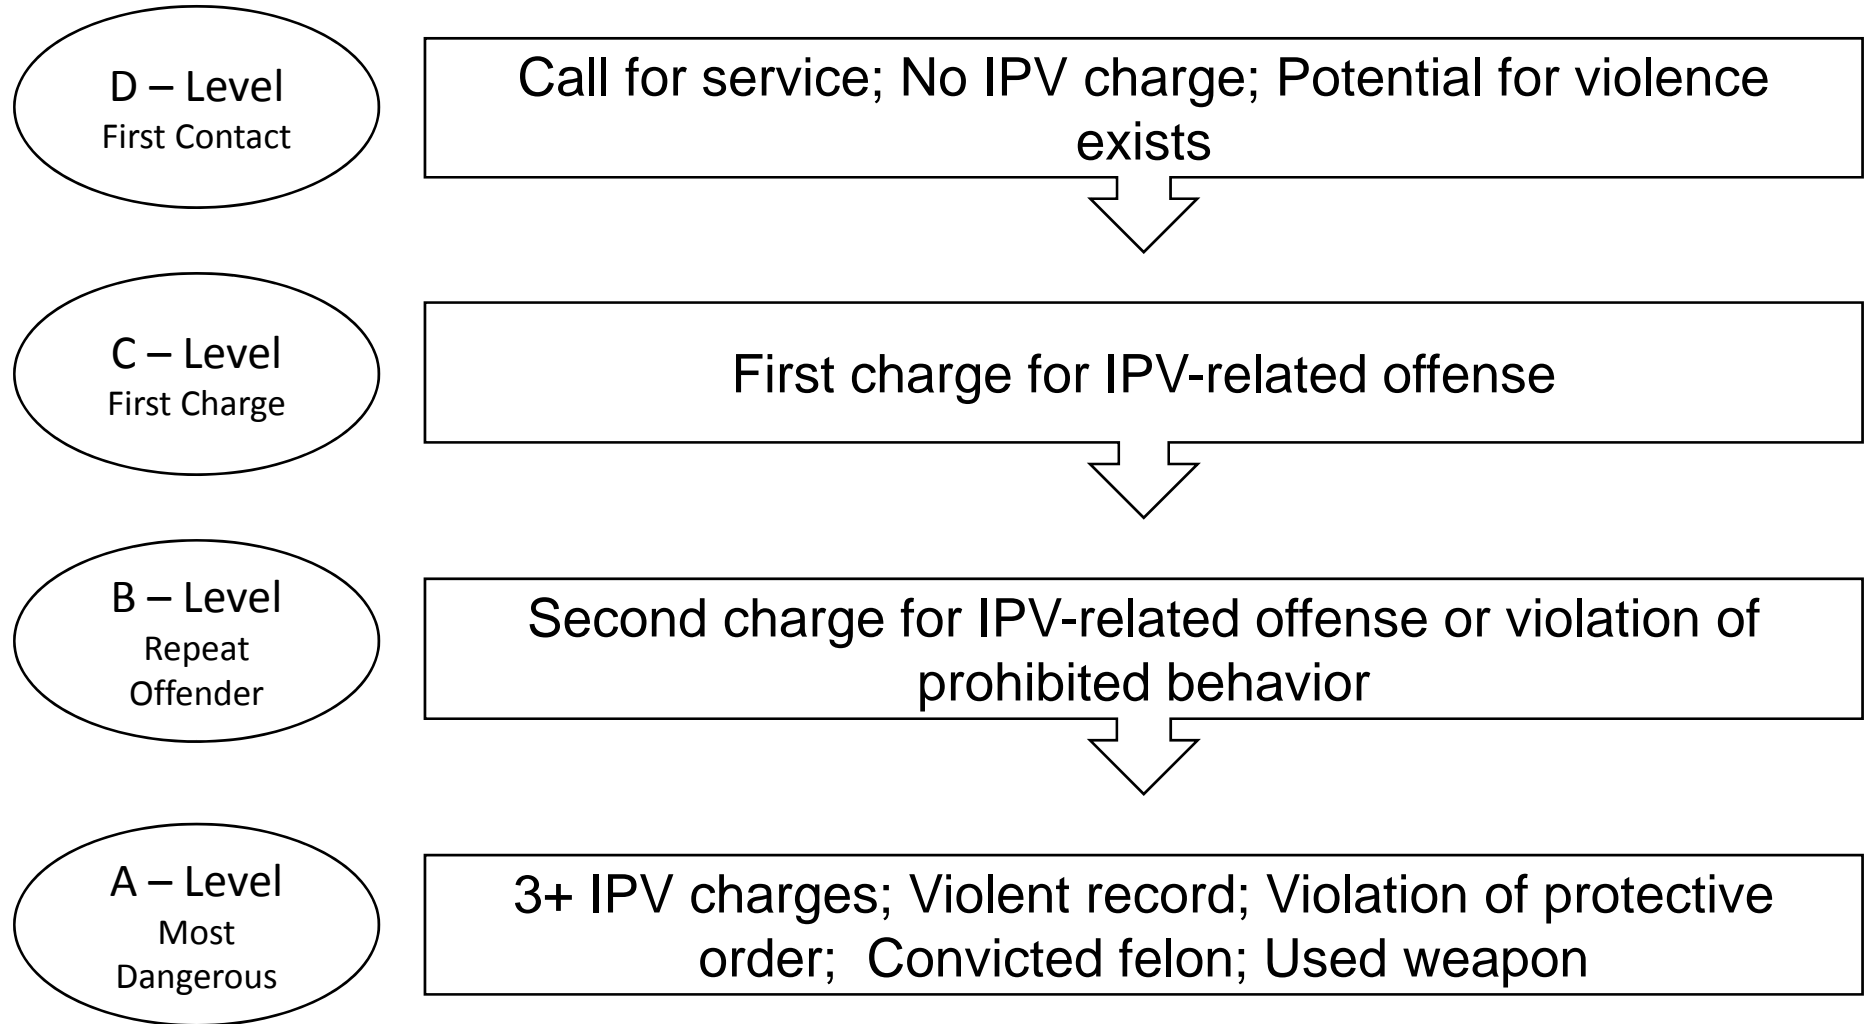 D – Level
First Contact
Call for service; No IPV charge; Potential for violence
exists
C – Level
First Charge
First charge for IPV-related offense
B – Level
Repeat
Offender
Second charge for IPV-related offense or violation of
prohibited behavior
A – Level
Most
Dangerous
3+ IPV charges; Violent record; Violation of protective
order;  Convicted felon; Used weapon